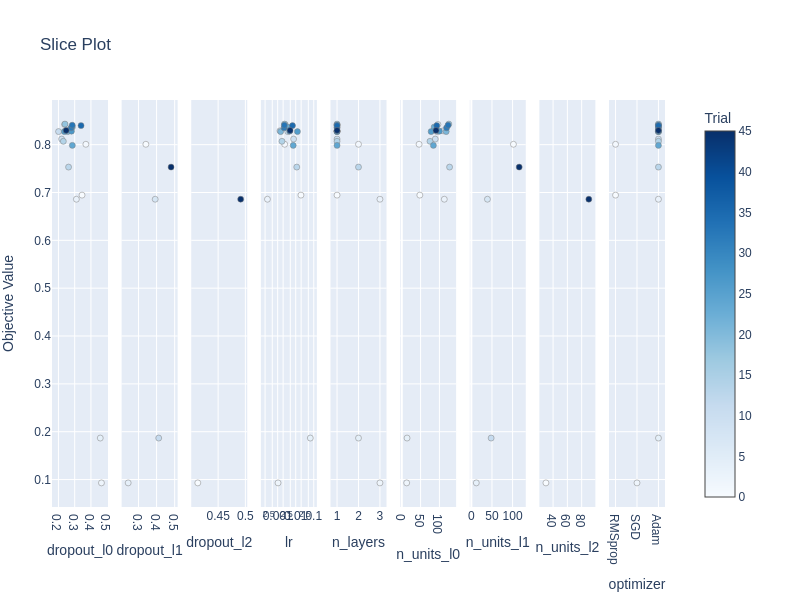 Slice Plot
Trial
45
40
35
30
25
20
15
10
5
0
Objective Value
0.8
0.7
0.6
0.5
0.4
0.3
0.2
0.1
0.2 0.3 0.4 0.5
dropout_l0
0.3 0.4 0.5
dropout_l1
0.45 0.5
dropout_l2
0.1
lr
1 2 3
n_layers
0 50 100
n_units_l0
0 50 100
n_units_l1
40 60 80
n_units_l2
RMSprop SGD Adam
optimizer